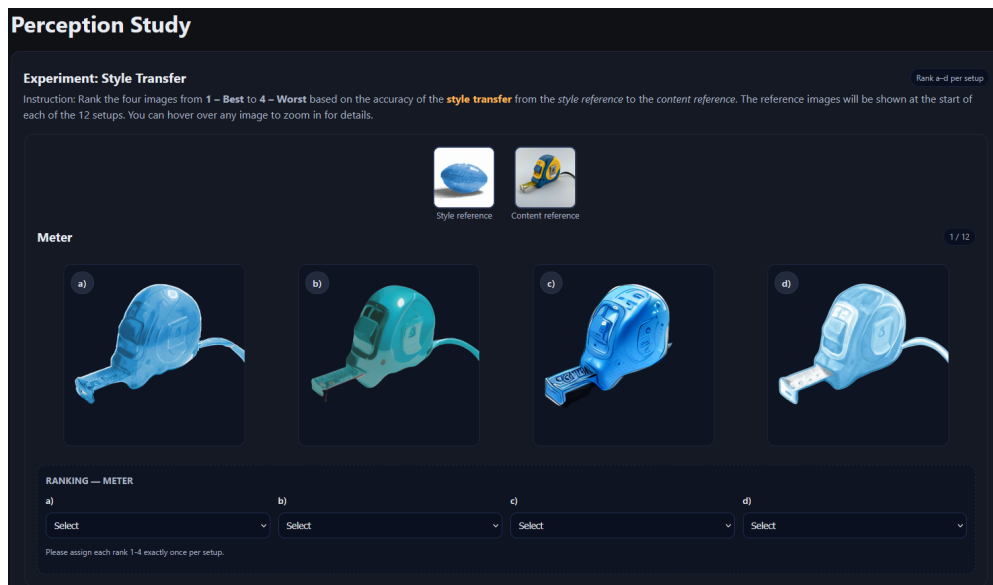 Perception Study
Experiment: Style Transfer
Rank a–d per setup
Instruction: Rank the four images from 1 – Best to 4 – Worst based on the accuracy of the style transfer from the style reference to the content reference. The reference images will be shown at the start of
each of the 12 setups. You can hover over any image to zoom in for details.
Style reference
Content reference
Meter
1 / 12
a)
b)
c)
d)
RANKING — METER
a)
b)
c)
d)
Select
Select
Select
Select
Please assign each rank 1-4 exactly once per setup.